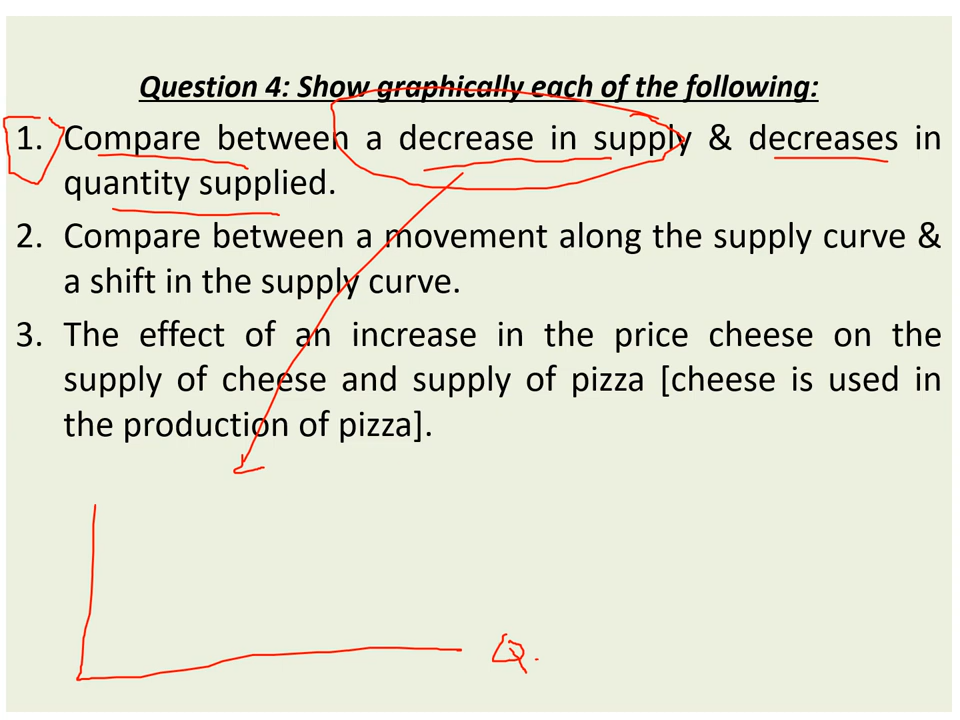 Question 4: Show graphically each of the following:
1. Compare between a decrease in supply & decreases in
quantity supplied.
2. Compare between a movement along the supply curve &
a shift in the supply curve.
3. The effect of an increase in the price cheese on the
supply of cheese and supply of pizza [cheese is used in
the production of pizza].
Q.